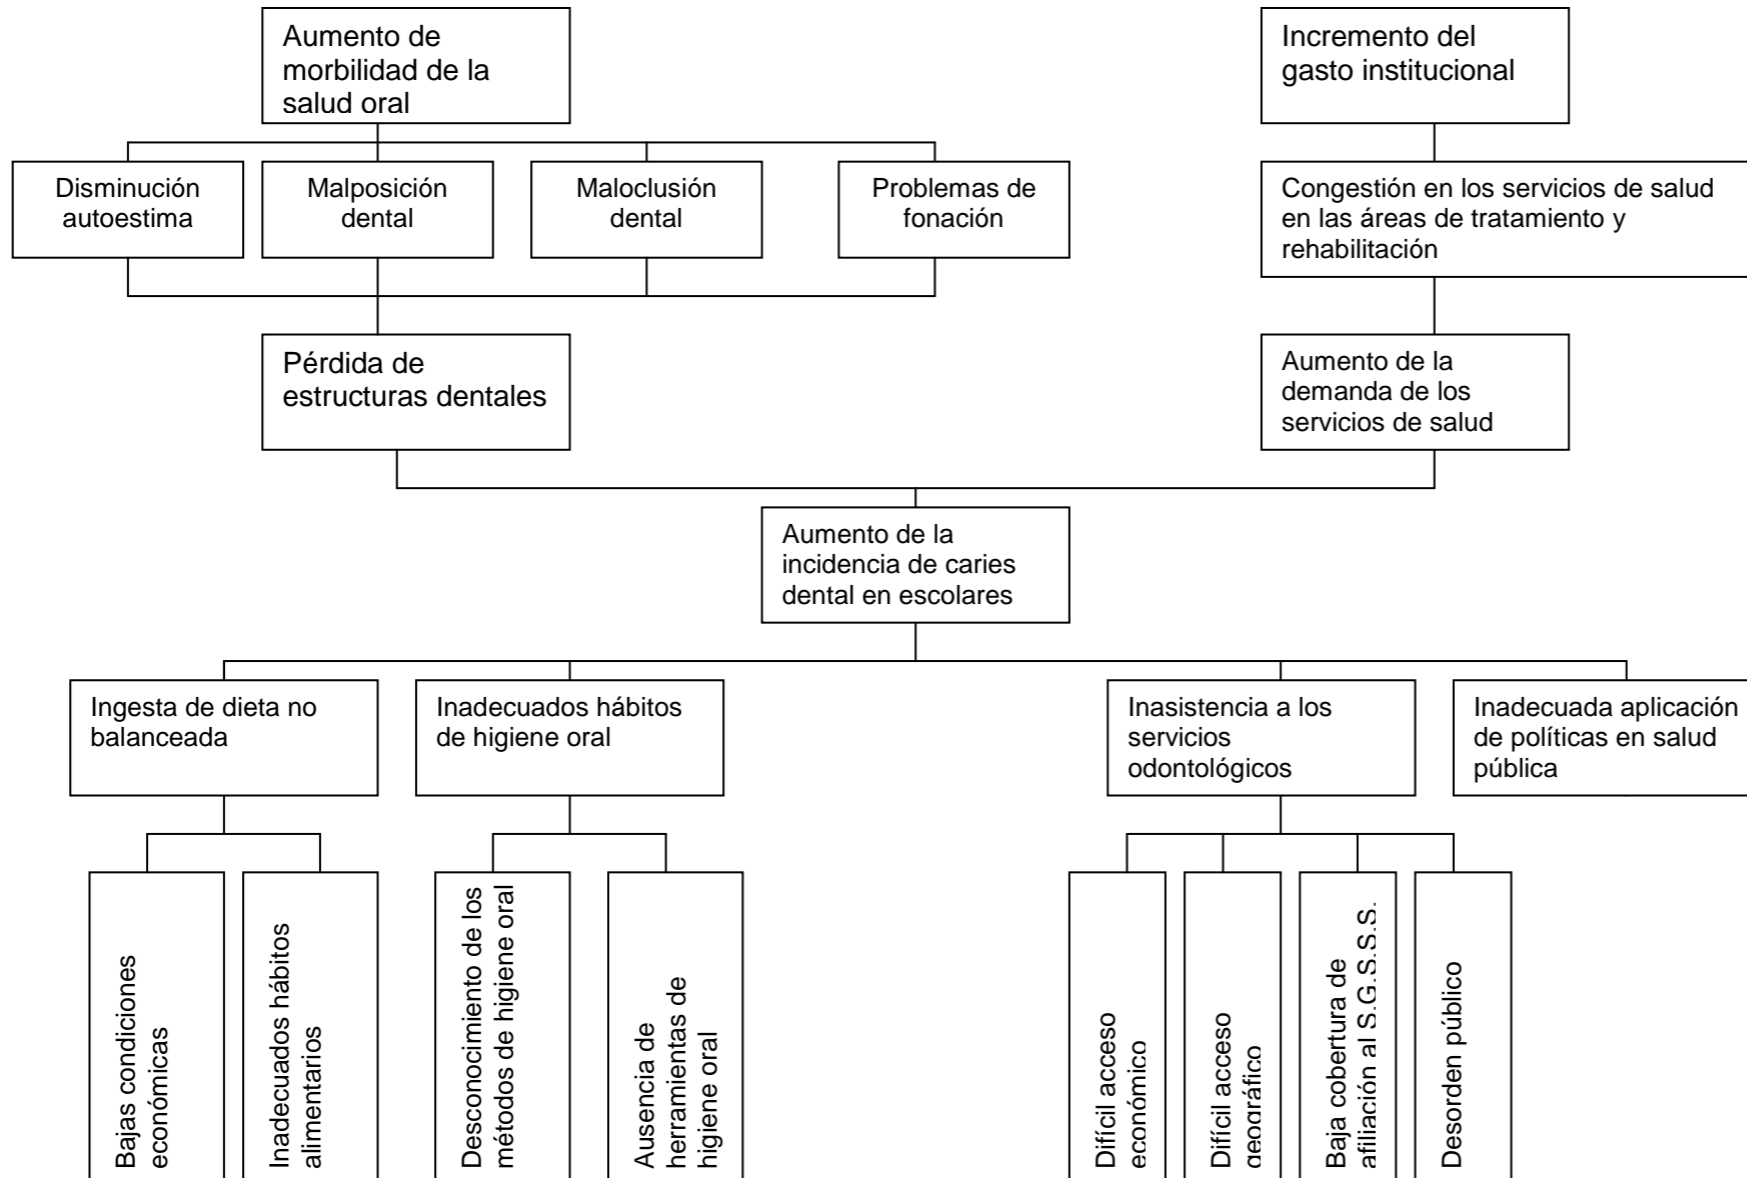 Aumento de
morbilidad de la
salud oral
Incremento del
gasto institucional
Disminución
autoestima
Malposición
dental
Maloclusión
dental
Problemas de
fonación
Congestión en los servicios de salud
en las áreas de tratamiento y
rehabilitación
Pérdida de
estructuras dentales
Aumento de la
demanda de los
servicios de salud
Aumento de la
incidencia de caries
dental en escolares
Ingesta de dieta no
balanceada
Inadecuados hábitos
de higiene oral
Inasistencia a los
servicios
odontológicos
Inadecuada aplicación
de políticas en salud
pública
Bajas condiciones
económicas
Inadecuados hábitos
alimentarios
Desconocimiento de los
métodos de higiene oral
Ausencia de
herramientas de
higiene oral
Difícil acceso
económico
Difícil acceso
geográfico
Baja cobertura de
afiliación al S.G.S.S.S.
Desorden público